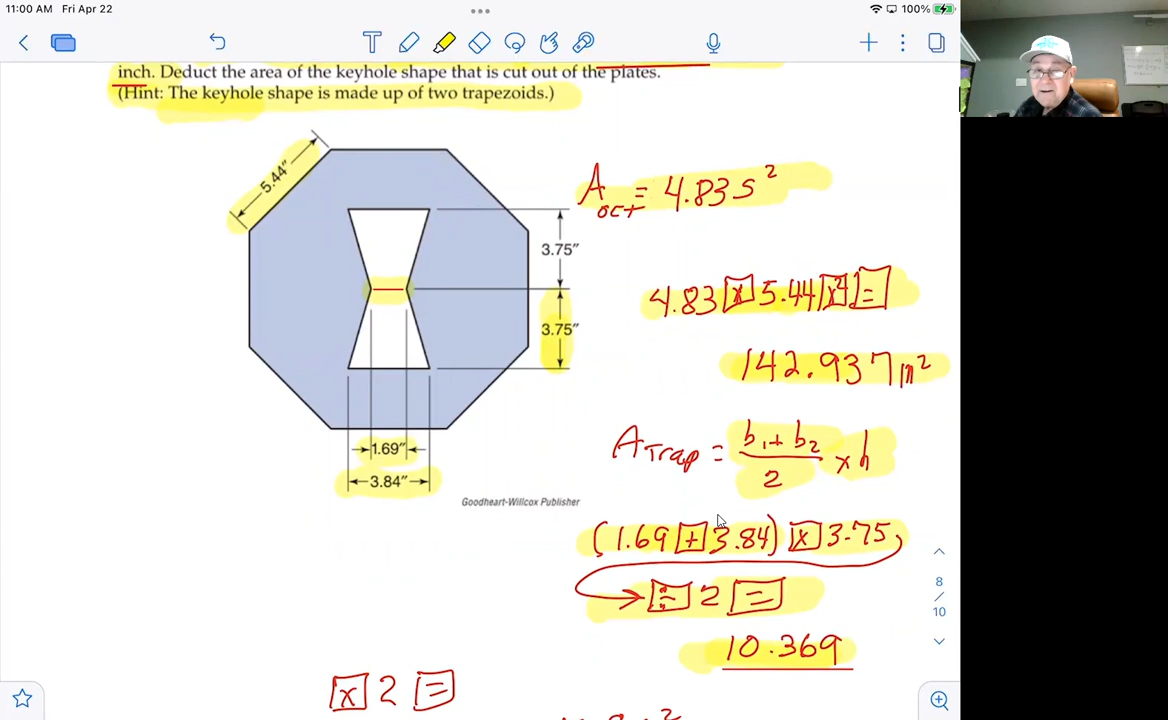 11:00 AM Fri Apr 22
100%
inch. Deduct the area of the keyhole shape that is cut out of the plates.
(Hint: The keyhole shape is made up of two trapezoids.)
5.44"
3.75"
3.75"
1.69"
3.84"
Goodheart-Willcox Publisher
A oct = 4.83 s²
4.83 x 5.44 x² =
142.937 in²
A Trap = b₁ + b₂ / 2 x h
(1.69 + 3.84) x 3.75
÷ 2 =
10.369
x 2 =
8
/
10